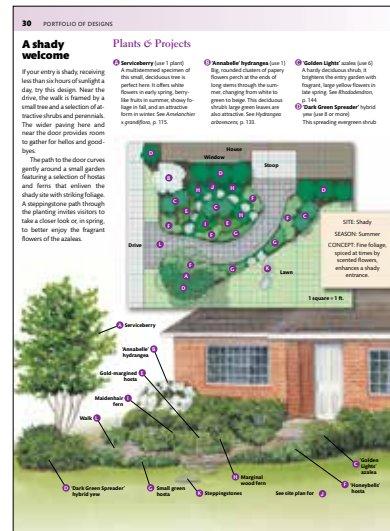 30 PORTFOLIO OF DESIGNS
A shady
welcome
If your entry is shady, receiving
less than six hours of sunlight a
day, try this design. Near the
drive, the walk is framed by a
small tree and a selection of at-
tractive shrubs and perennials.
The wider paving here and
near the door provides room
to gather for hellos and good-
byes.
The path to the door curves
gently around a small garden
featuring a selection of hostas
and ferns that enliven the
shady site with striking foliage.
A steppingstone path through
the planting invites visitors to
take a closer look or, in spring,
to better enjoy the fragrant
flowers of the azaleas.
Plants & Projects
A Serviceberry (use 1 plant)
A multistemmed specimen of
this small, deciduous tree is
perfect here. It offers white
flowers in early spring, berry-
like fruits in summer, showy fo-
liage in fall, and an attractive
form in winter. See Amelanchier
x grandiflora, p. 115.
B 'Annabelle' hydrangea (use 1)
Big, rounded clusters of papery
flowers perch at the end of
long stems through the sum-
mer, changing from white to
green to beige. This deciduous
shrub's large green leaves are
also attractive. See Hydrangea
arborescens, p. 133.
C 'Golden Lights' azalea (use 6)
A hardy deciduous shrub, it
brightens the entry garden with
fragrant, large yellow flowers in
late spring. See Rhododendron,
p. 144.
D 'Dark Green Spreader' hybrid
yew (use 8 or more)
This spreading evergreen shrub
House
Window
Stoop
Drive
Lawn
1 square = 1 ft.
SITE: Shady
SEASON: Summer
CONCEPT: Fine foliage,
spiced at times by
scented flowers,
enhances a shady
entrance.
A Serviceberry
'Annabelle' B
hydrangea
Gold-margined E
hosta
Maidenhair I
fern
Walk L
D 'Dark Green Spreader'
hybrid yew
G Small green
hosta
K Steppingstones
H Marginal
wood fern
See site plan for J
C 'Golden
Lights'
azalea
F 'Honeybells'
hosta